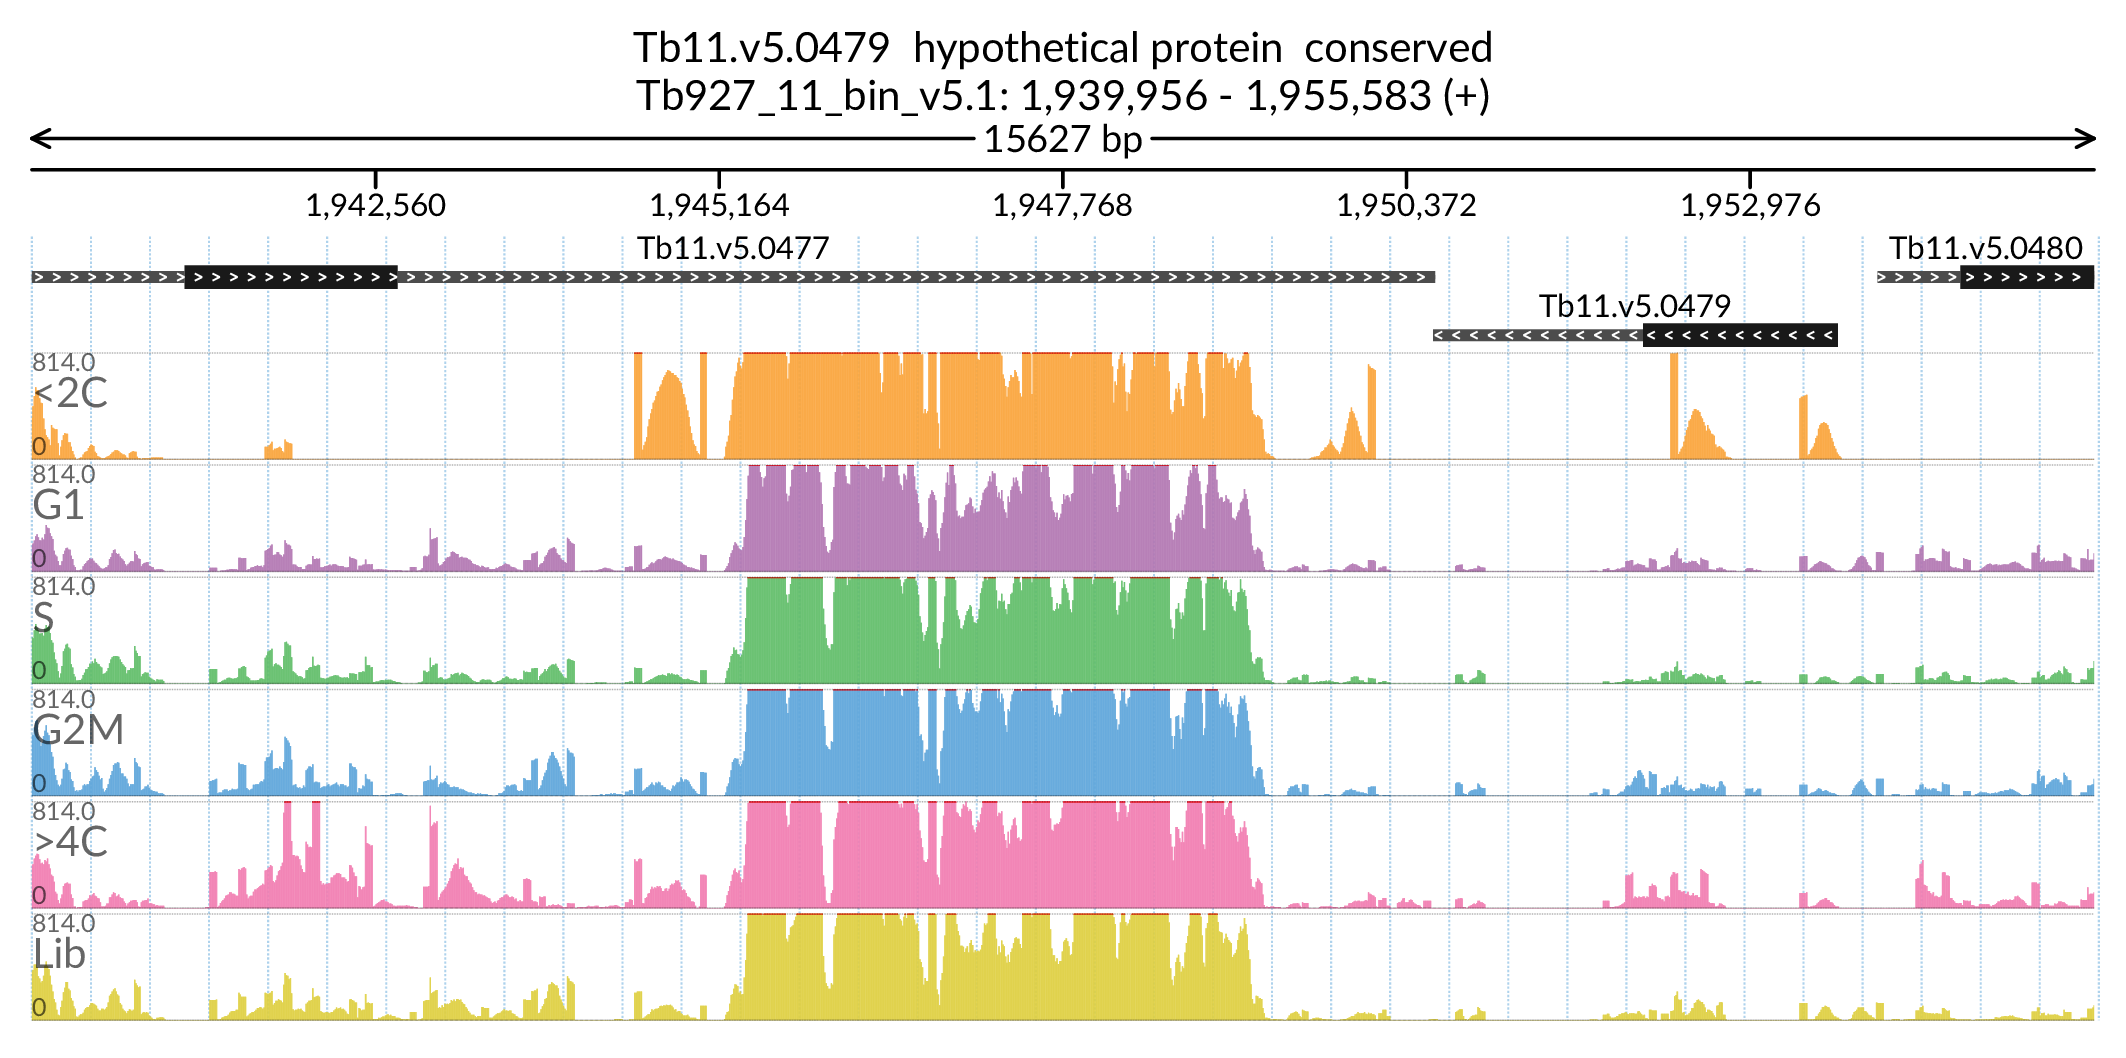 Tb11.v5.0479 hypothetical protein conserved
Tb927_11_bin_v5.1: 1,939,956 - 1,955,583 (+)
15627 bp
1,942,560 1,945,164 1,947,768 1,950,372 1,952,976
Tb11.v5.0477 Tb11.v5.0480
Tb11.v5.0479
814.0
<2C
0
814.0
G1
0
814.0
S
0
814.0
G2M
0
814.0
>4C
0
814.0
Lib
0